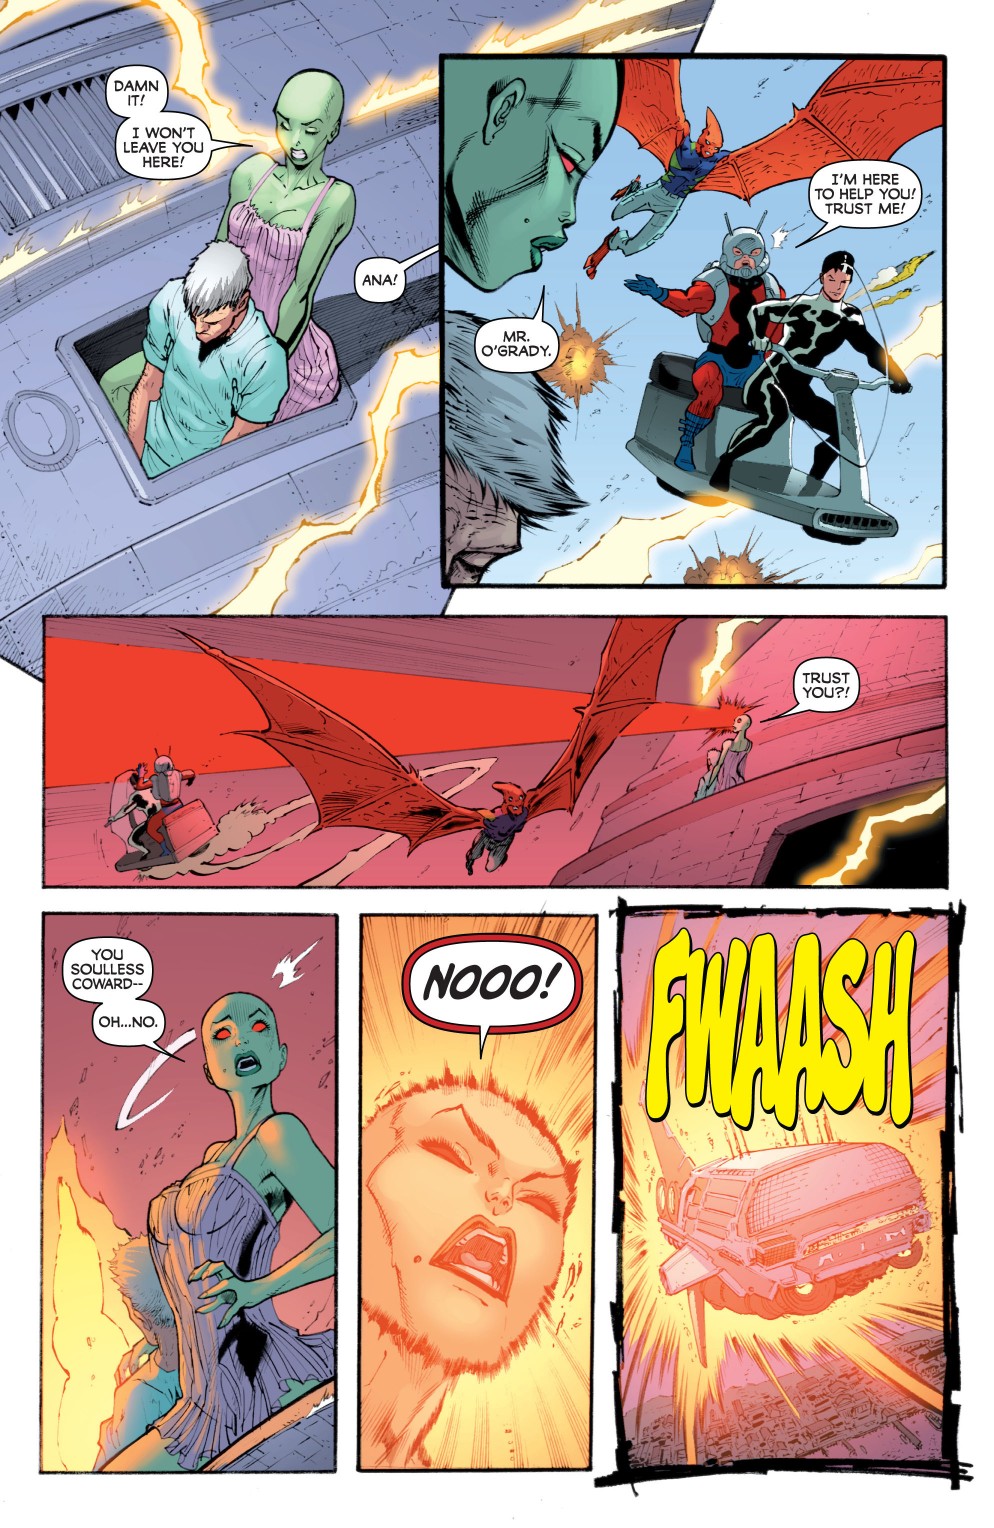 DAMN
IT!
I WON'T
LEAVE YOU
HERE!
ANA!
I'M HERE
TO HELP YOU!
TRUST ME!
MR.
O'GRADY.
TRUST
YOU?!
YOU
SOULLESS
COWARD--
OH...NO.
NOOO!
FWAASH